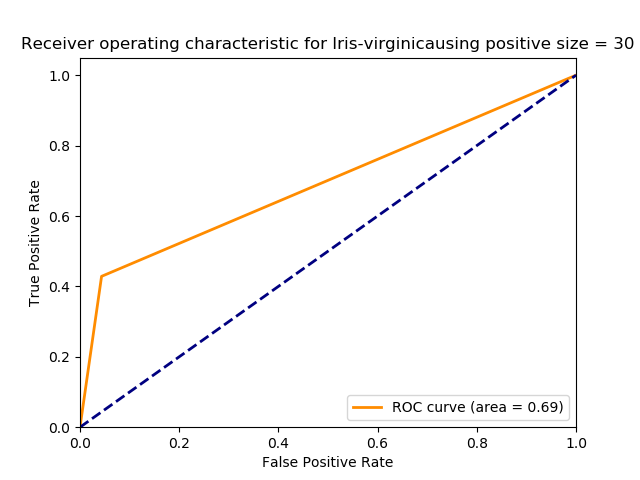 Receiver operating characteristic for Iris-virginicausing positive size = 30
1.0
0.8
0.6
0.4
0.2
0.0
True Positive Rate
ROC curve (area = 0.69)
0.0 0.2 0.4 0.6 0.8 1.0
False Positive Rate